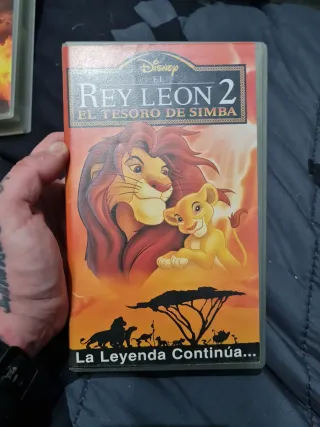 Disney
EL
REY LEON 2
EL TESORO DE SIMBA
La Leyenda Continúa...